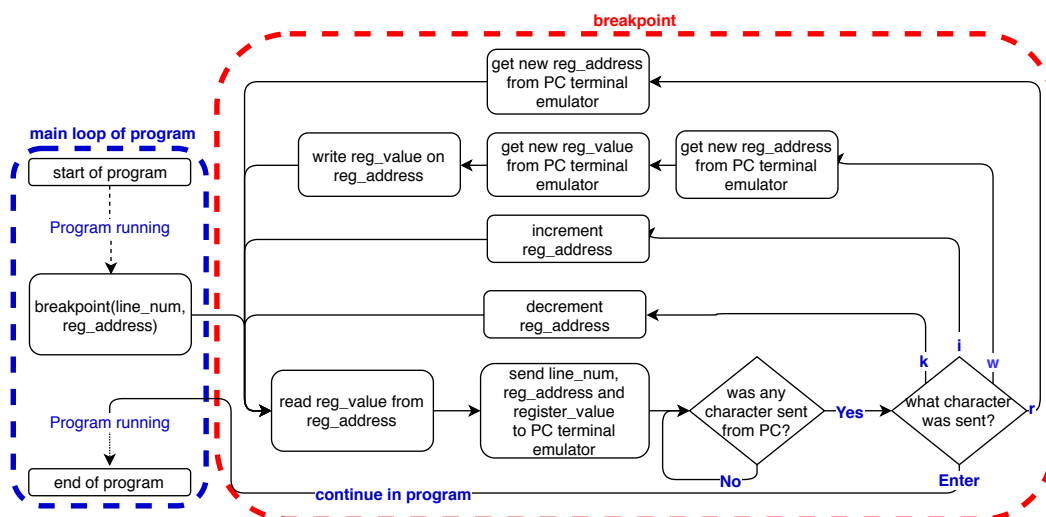 breakpoint
get new reg_address
from PC terminal
emulator
main loop of program
start of program
write reg_value on
reg_address
get new reg_value
from PC terminal
emulator
get new reg_address
from PC terminal
emulator
Program running
increment
reg_address
breakpoint(line_num,
reg_address)
decrement
reg_address
k
i
w
read reg_value from
reg_address
send line_num,
reg_address and
register_value
to PC terminal
emulator
was any
character sent
from PC?
Yes
what character
was sent?
r
Program running
No
Enter
end of program
continue in program